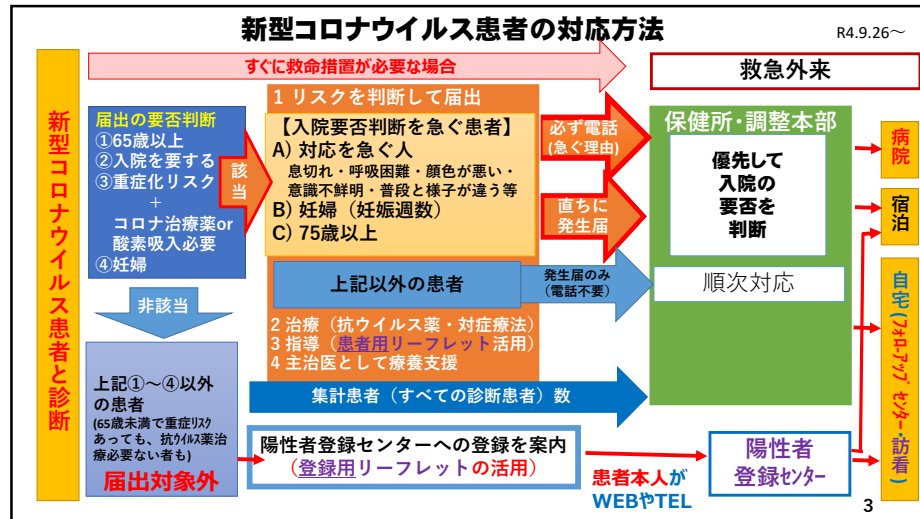 新型コロナウイルス患者の対応方法
R4.9.26～
すぐに救命措置が必要な場合
救急外来
新型コロナウイルス患者と診断
届出の要否判断
①65歳以上
②入院を要する
③重症化リスク
+
コロナ治療薬or
酸素吸入必要
④妊婦
該当
1 リスクを判断して届出
【入院要否判断を急ぐ患者】
A) 対応を急ぐ人
息切れ・呼吸困難・顔色が悪い・
意識不鮮明・普段と様子が違う等
B) 妊婦（妊娠週数）
C) 75歳以上
必ず電話
(急ぐ理由)
直ちに
発生届
保健所・調整本部
優先して
入院の
要否を
判断
上記以外の患者
発生届のみ
（電話不要）
順次対応
2 治療（抗ウイルス薬・対症療法）
3 指導（患者用リーフレット活用）
4 主治医として療養支援
非該当
上記①～④以外
の患者
(65歳未満で重症リスク
あっても、抗ウイルス薬治
療必要ない者も)
届出対象外
集計患者（すべての診断患者）数
陽性者登録センターへの登録を案内
（登録用リーフレットの活用）
患者本人が
WEBやTEL
陽性者
登録センター
病院
宿泊
自宅(フォローアップセンター・訪看)
3